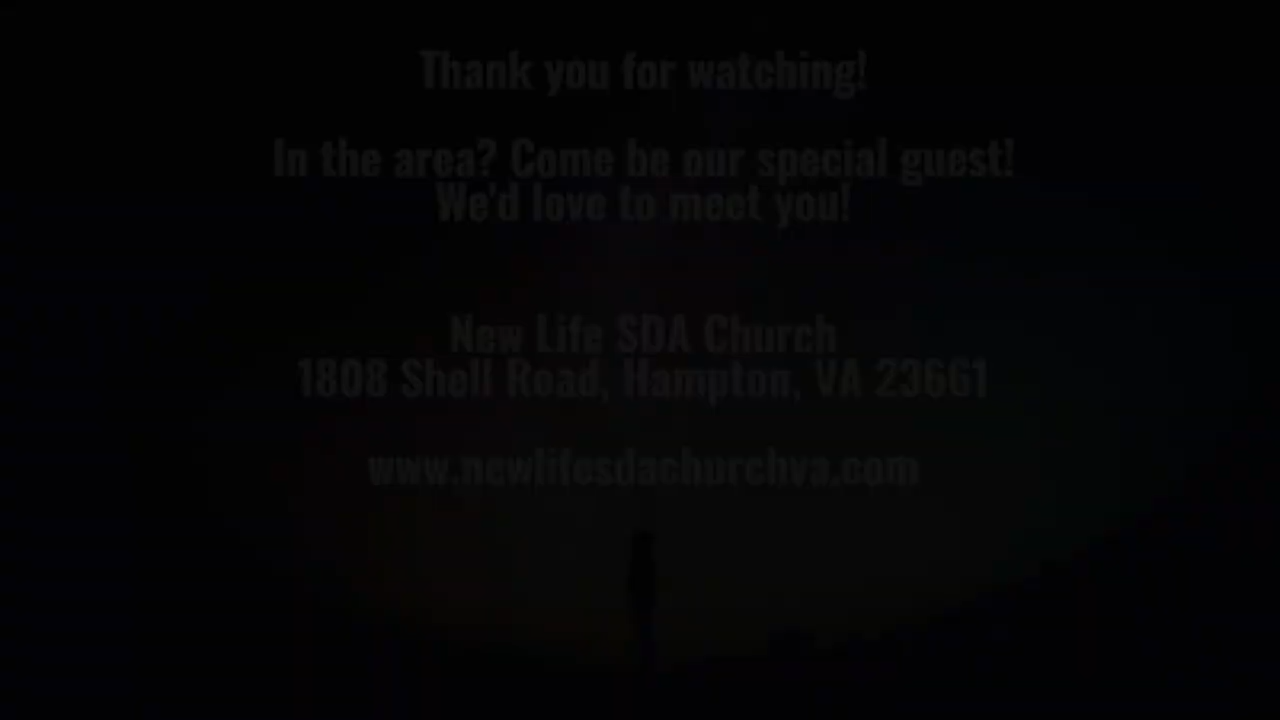 Thank you for watching!
In the area? Come be our special guest!
We'd love to meet you!
New Life SDA Church
1808 Shell Road, Hampton, VA 23661
www.newlifesdachurchva.com